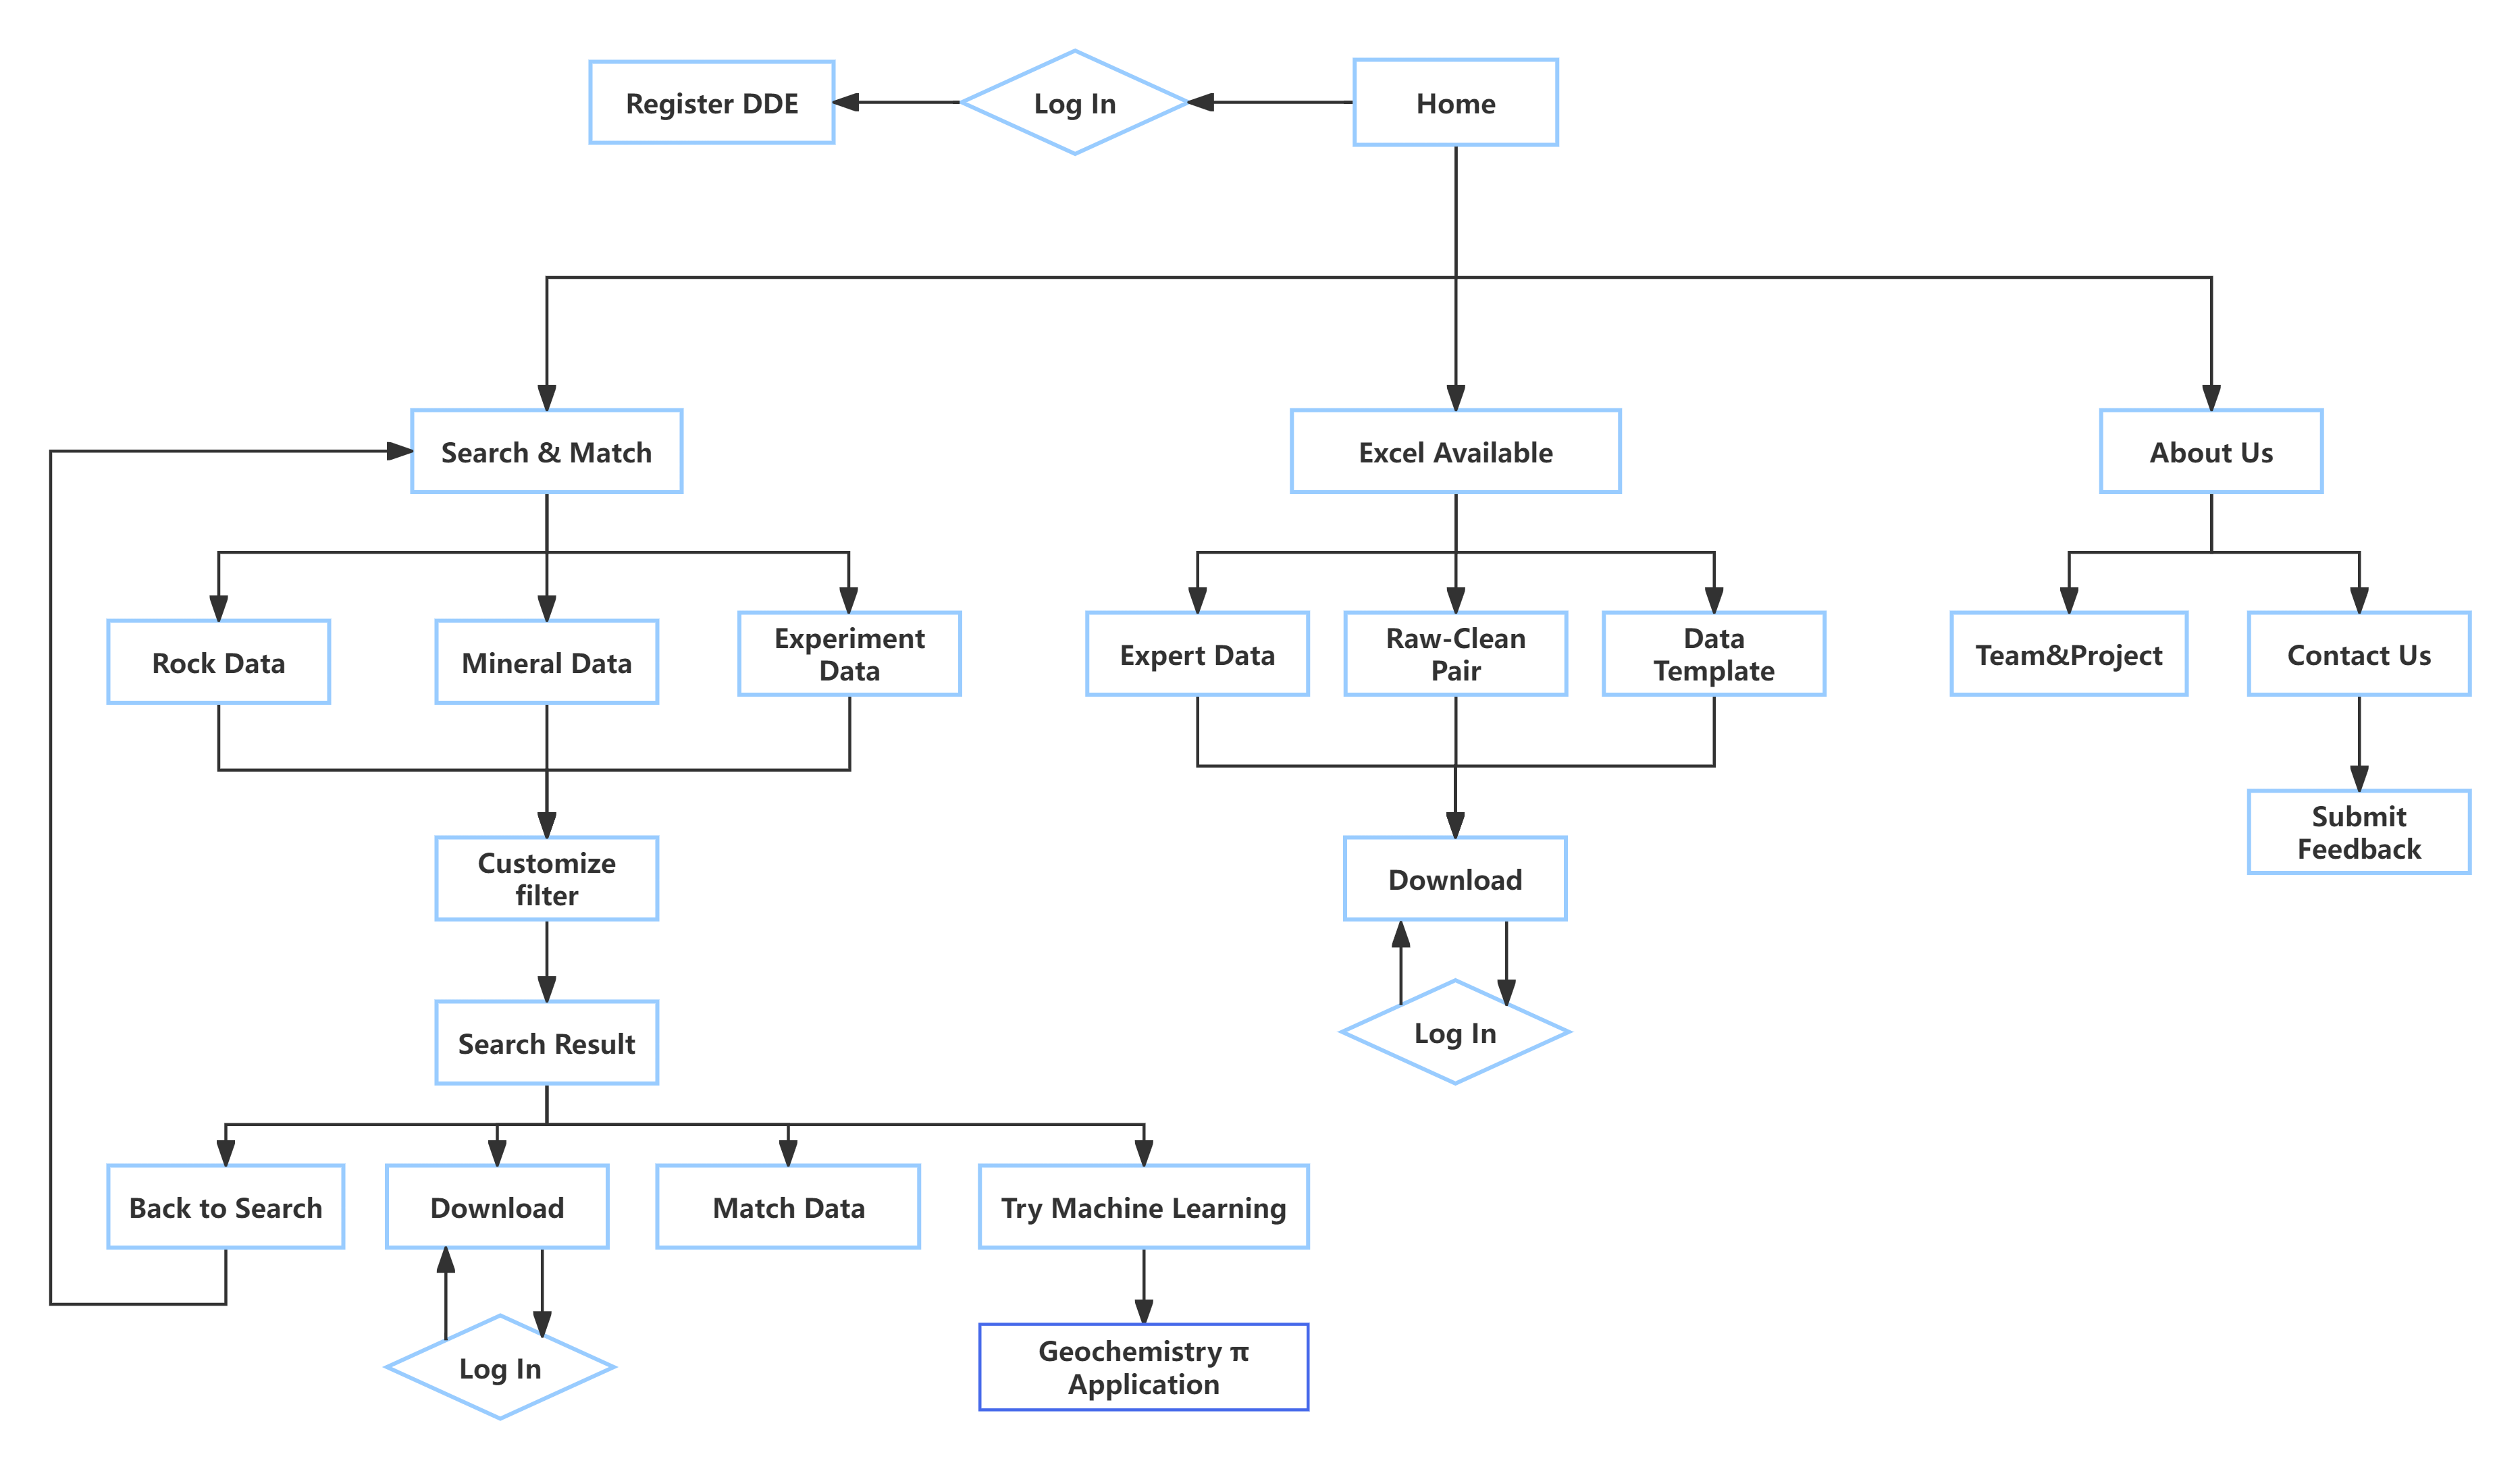 Register DDE
Log In
Home
Search & Match
Excel Available
About Us
Rock Data
Mineral Data
Experiment
Data
Expert Data
Raw-Clean
Pair
Data
Template
Team&Project
Contact Us
Customize
filter
Download
Submit
Feedback
Search Result
Log In
Back to Search
Download
Match Data
Try Machine Learning
Log In
Geochemistry π
Application